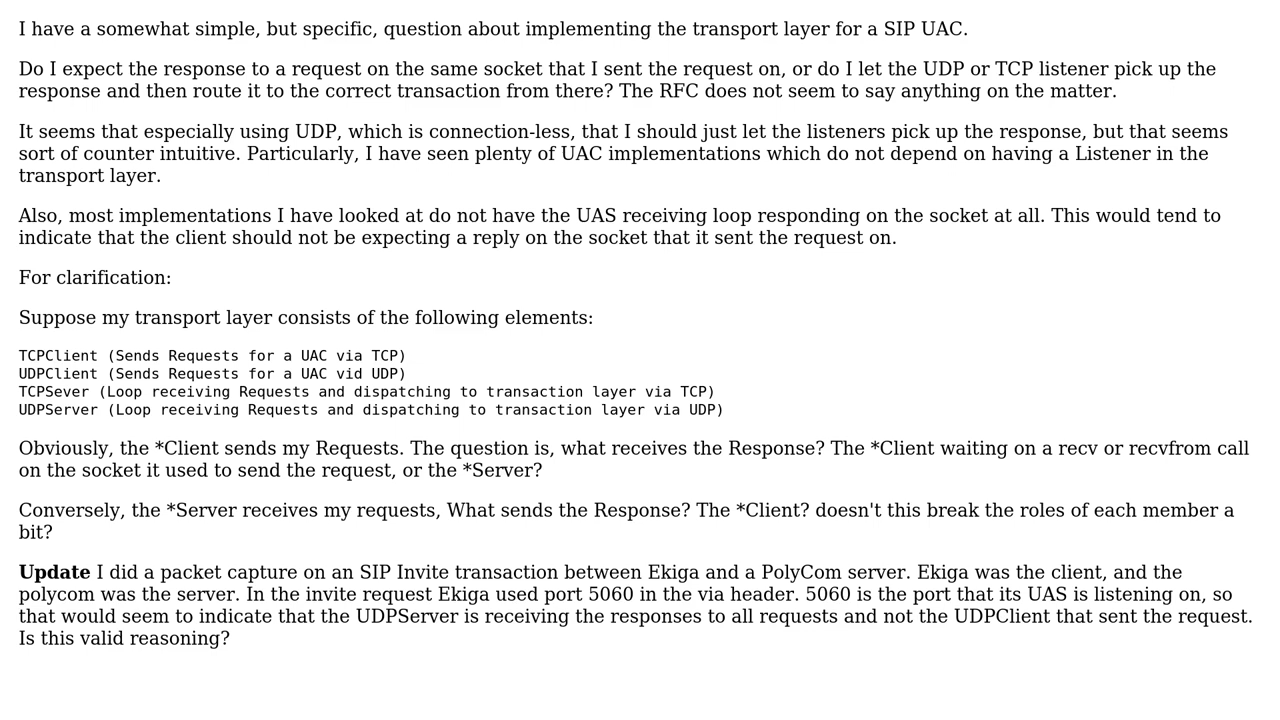 I have a somewhat simple, but specific, question about implementing the transport layer for a SIP UAC.
Do I expect the response to a request on the same socket that I sent the request on, or do I let the UDP or TCP listener pick up the
response and then route it to the correct transaction from there? The RFC does not seem to say anything on the matter.
It seems that especially using UDP, which is connection-less, that I should just let the listeners pick up the response, but that seems
sort of counter intuitive. Particularly, I have seen plenty of UAC implementations which do not depend on having a Listener in the
transport layer.
Also, most implementations I have looked at do not have the UAS receiving loop responding on the socket at all. This would tend to
indicate that the client should not be expecting a reply on the socket that it sent the request on.
For clarification:
Suppose my transport layer consists of the following elements:
TCPClient (Sends Requests for a UAC via TCP)
UDPClient (Sends Requests for a UAC vid UDP)
TCPSever (Loop receiving Requests and dispatching to transaction layer via TCP)
UDPServer (Loop receiving Requests and dispatching to transaction layer via UDP)
Obviously, the *Client sends my Requests. The question is, what receives the Response? The *Client waiting on a recv or recvfrom call
on the socket it used to send the request, or the *Server?
Conversely, the *Server receives my requests, What sends the Response? The *Client? doesn't this break the roles of each member a
bit?
Update I did a packet capture on an SIP Invite transaction between Ekiga and a PolyCom server. Ekiga was the client, and the
polycom was the server. In the invite request Ekiga used port 5060 in the via header. 5060 is the port that its UAS is listening on, so
that would seem to indicate that the UDPServer is receiving the responses to all requests and not the UDPClient that sent the request.
Is this valid reasoning?